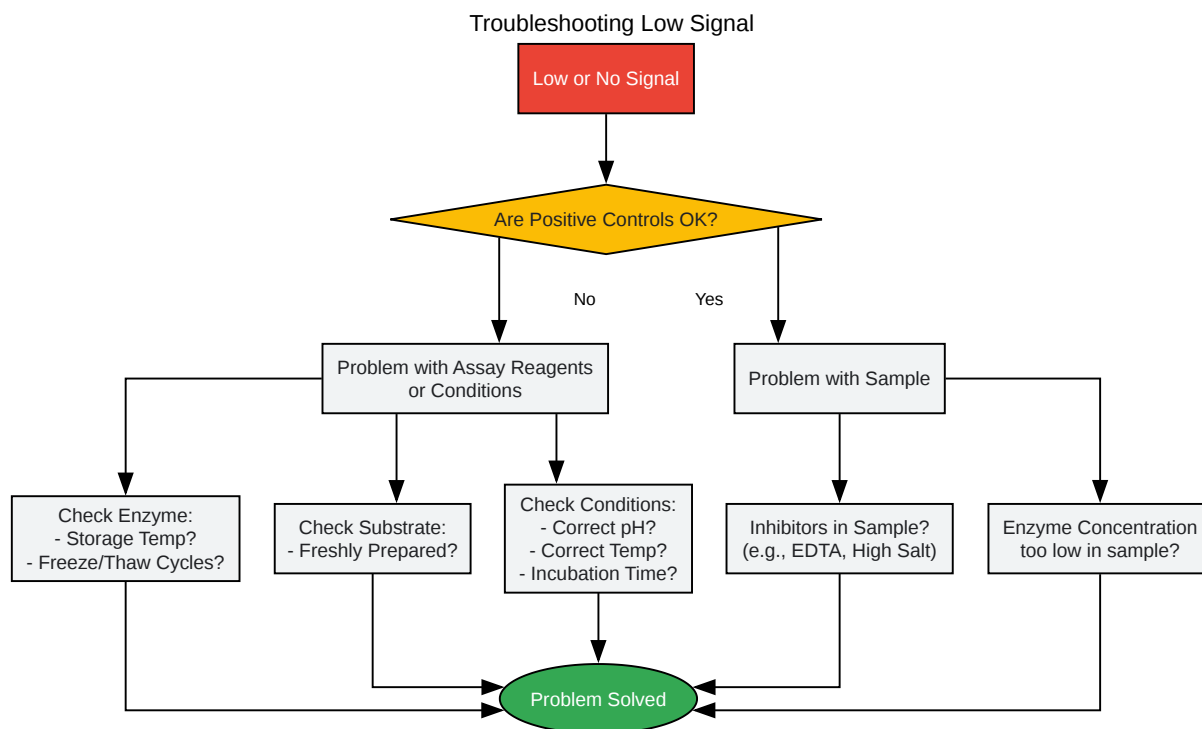 Troubleshooting Low Signal
Low or No Signal
Are Positive Controls OK?
No
Yes
Problem with Assay Reagents
or Conditions
Problem with Sample
Check Enzyme:
- Storage Temp?
- Freeze/Thaw Cycles?
Check Substrate:
- Freshly Prepared?
Check Conditions:
- Correct pH?
- Correct Temp?
- Incubation Time?
Inhibitors in Sample?
(e.g., EDTA, High Salt)
Enzyme Concentration
too low in sample?
Problem Solved